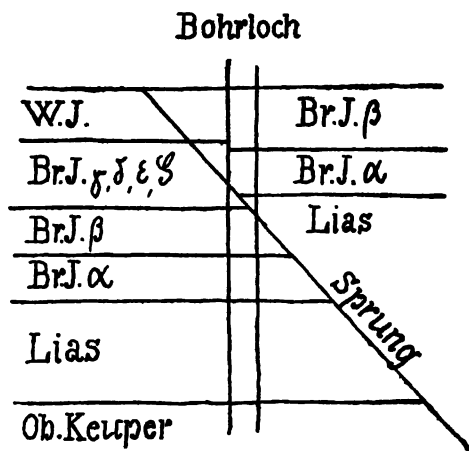 Bohrloch
W.J.
Br.J.β
Br.J.γ,δ,ε,ζ
Br.J.α
Br.J.β
Lias
Br.J.α
Sprung
Lias
Ob.Keuper